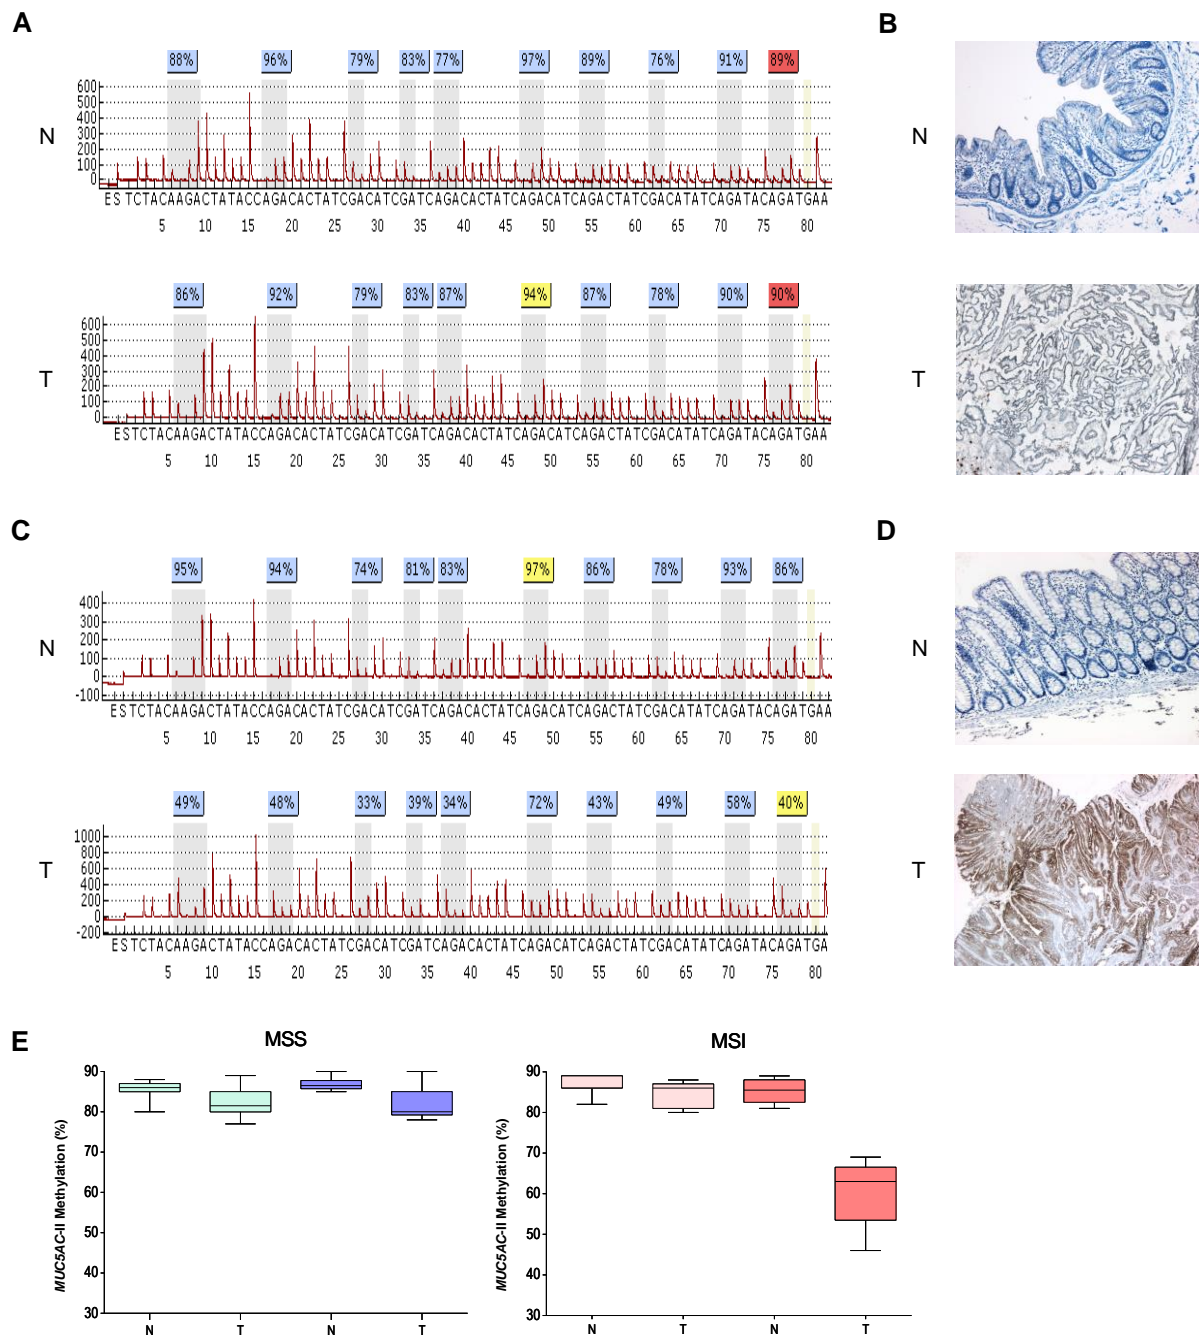 A
B
88% 96% 79% 83% 77% 97% 89% 76% 91% 89%
N
N
600
500
400
300
200
100
0
E S TCTACAAGACTATACCAGACACTATCGACATCGATCAGACACTATCAGACATCAGACTATCGACATATCAGATACAGATGAA
5 10 15 20 25 30 35 40 45 50 55 60 65 70 75 80
86% 92% 79% 83% 87% 94% 87% 78% 90% 90%
T
T
600
500
400
300
200
100
0
E S TCTACAAGACTATACCAGACACTATCGACATCGATCAGACACTATCAGACATCAGACTATCGACATATCAGATACAGATGAA
5 10 15 20 25 30 35 40 45 50 55 60 65 70 75 80
C
D
95% 94% 74% 81% 83% 97% 86% 78% 93% 86%
N
N
400
300
200
100
0
-100
E S TCTACAAGACTATACCAGACACTATCGACATCGATCAGACACTATCAGACATCAGACTATCGACATATCAGATACAGATGAA
5 10 15 20 25 30 35 40 45 50 55 60 65 70 75 80
49% 48% 33% 39% 34% 72% 43% 49% 58% 40%
T
T
1000
800
600
400
200
0
-200
E S TCTACAAGACTATACCAGACACTATCGACATCGATCAGACACTATCAGACATCAGACTATCGACATATCAGATACAGATGA
5 10 15 20 25 30 35 40 45 50 55 60 65 70 75 80
E
MSS
MSI
MUC5AC-II Methylation (%)
90
80
70
60
50
40
30
N T N T
MUC5AC-II Methylation (%)
90
80
70
60
50
40
30
N T N T